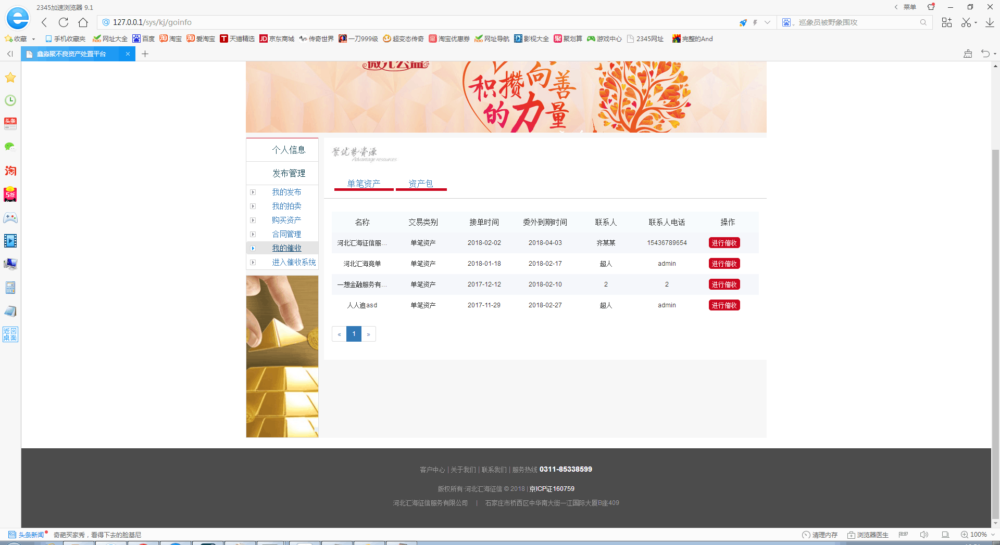 2345加速浏览器 9.1
菜单
127.0.0.1/sys/kj/goinfo
巡象员被野象围攻
收藏 手机收藏夹 网址大全 百度 淘宝 爱淘宝 天猫精选 京东商城 传奇世界 一刀999级 超变态传奇 淘宝优惠券 网址导航 影视大全 聚划算 游戏中心 2345网址 完整的And
鑫淼聚不良资产处置平台
头条
淘
5折
返回
桌面
微元公益
积攒向善
的力量
个人信息
发布管理
我的发布
我的拍卖
购买资产
合同管理
我的催收
进入催收系统
聚优势资源
Advantage resources
单笔资产 资产包
名称 交易类别 接单时间 委外到期时间 联系人 联系人电话 操作
河北汇海征信服... 单笔资产 2018-02-02 2018-04-03 齐某某 15436789654 进行催收
河北汇海竞单 单笔资产 2018-01-18 2018-02-17 超人 admin 进行催收
一想金融服务有... 单笔资产 2017-12-12 2018-02-10 2 2 进行催收
人人追asd 单笔资产 2017-11-29 2018-02-27 超人 admin 进行催收
« 1 »
客户中心 | 关于我们 | 联系我们 | 服务热线 0311-85338599
版权所有·河北汇海征信 © 2018 | 京ICP证160759
河北汇海征信服务有限公司 | 石家庄市桥西区中华南大街一江国际大厦B座409
头条新闻 奇葩买家秀，看得下去的脸基尼
清理内存 浏览器医生 100%